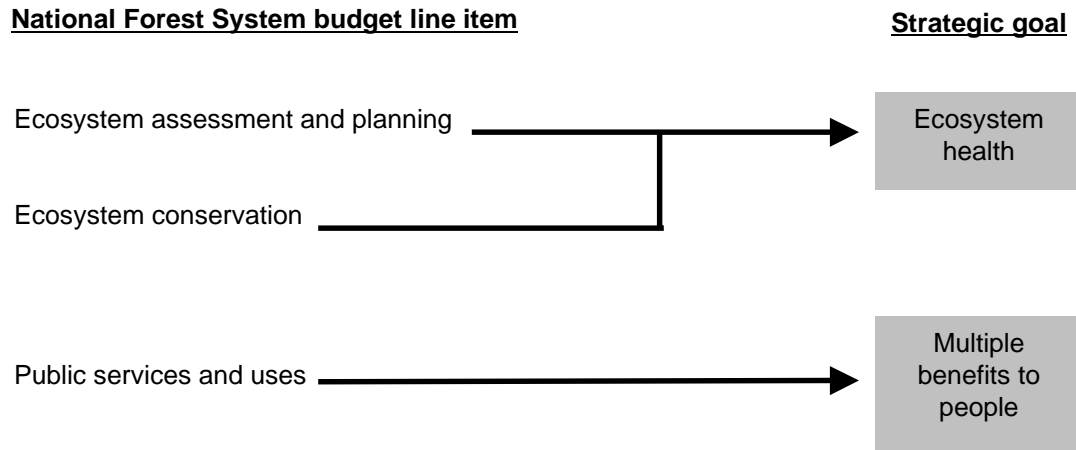 National Forest System budget line item
Strategic goal
Ecosystem assessment and planning
Ecosystem
health
Ecosystem conservation
Public services and uses
Multiple
benefits to
people